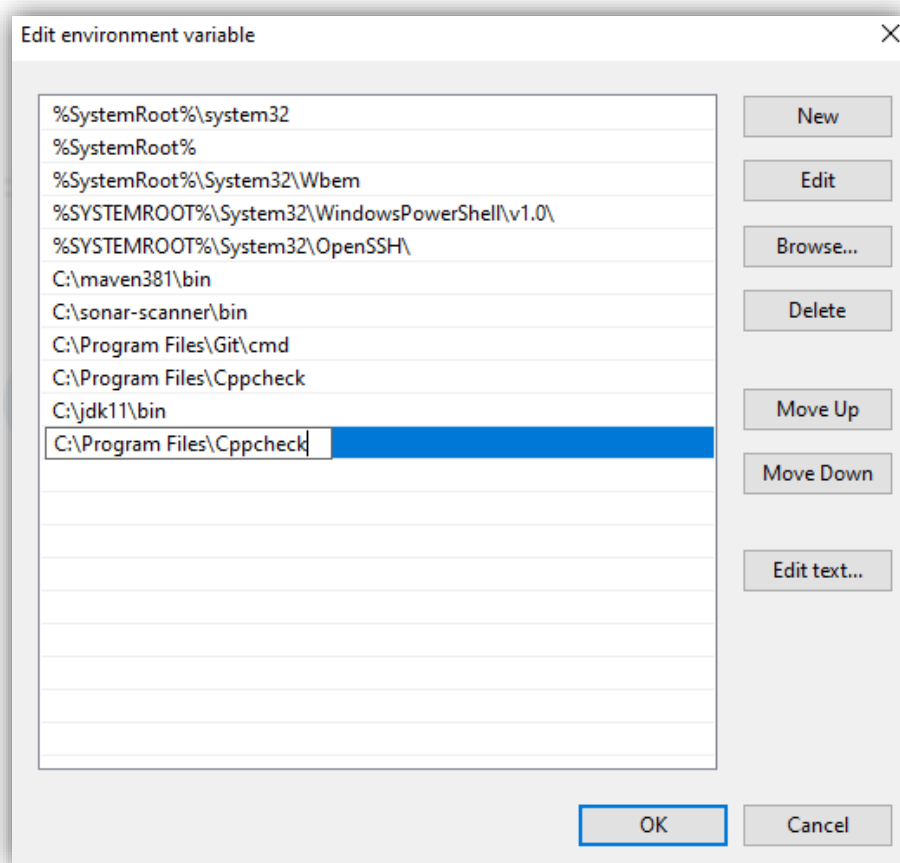 Edit environment variable
%SystemRoot%\system32
%SystemRoot%
%SystemRoot%\System32\Wbem
%SYSTEMROOT%\System32\WindowsPowerShell\v1.0\
%SYSTEMROOT%\System32\OpenSSH\
C:\maven381\bin
C:\sonar-scanner\bin
C:\Program Files\Git\cmd
C:\Program Files\Cppcheck
C:\jdk11\bin
C:\Program Files\Cppcheck
New
Edit
Browse...
Delete
Move Up
Move Down
Edit text...
OK
Cancel